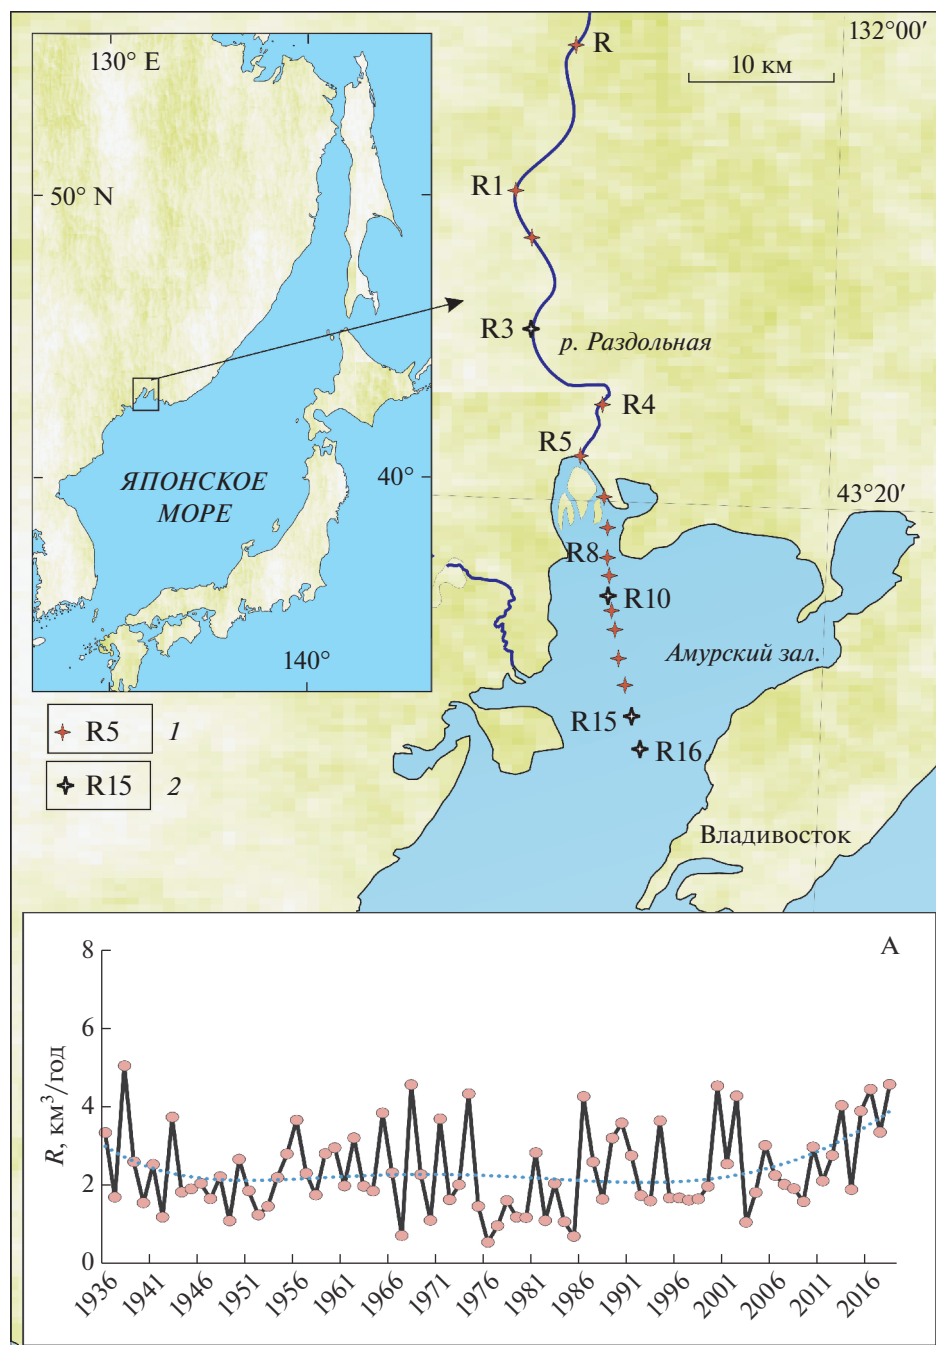 132°00′
130° E
R
10 км
R1
50° N
R3
р. Раздольная
R4
R5
ЯПОНСКОЕ
МОРЕ
40°
43°20′
R8
R10
140°
Амурский зал.
R15
R16
R5 1
R15 2
Владивосток
А
8
6
4
2
0
R, км³/год
1936 1941 1946 1951 1956 1961 1966 1971 1976 1981 1986 1991 1996 2001 2006 2011 2016